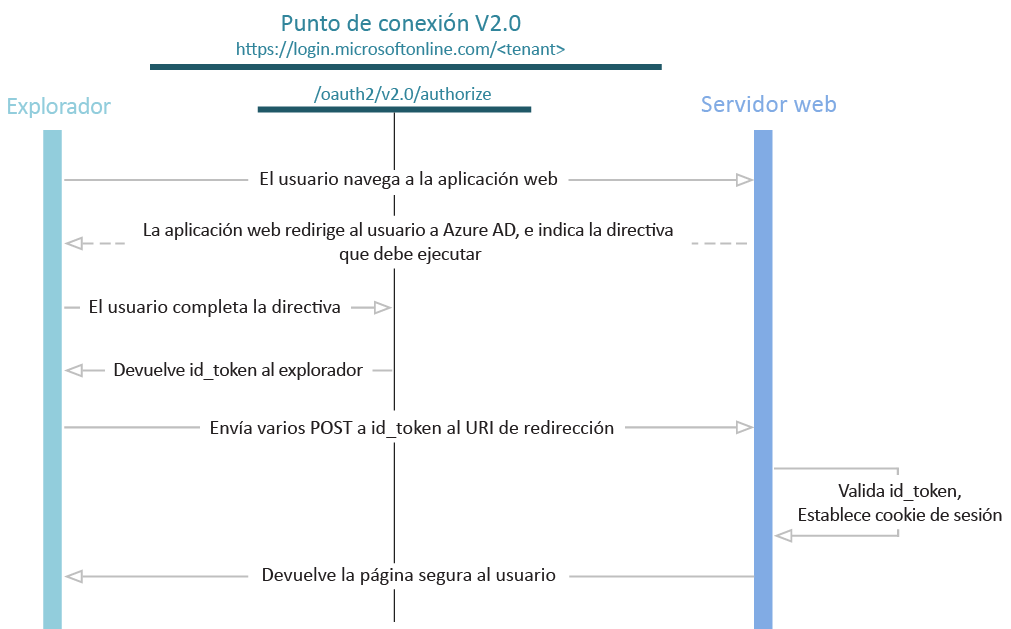 Punto de conexión V2.0
https://login.microsoftonline.com/<tenant>
/oauth2/v2.0/authorize
Explorador
Servidor web
El usuario navega a la aplicación web
La aplicación web redirige al usuario a Azure AD, e indica la directiva
que debe ejecutar
El usuario completa la directiva
Devuelve id_token al explorador
Envía varios POST a id_token al URI de redirección
Valida id_token,
Establece cookie de sesión
Devuelve la página segura al usuario